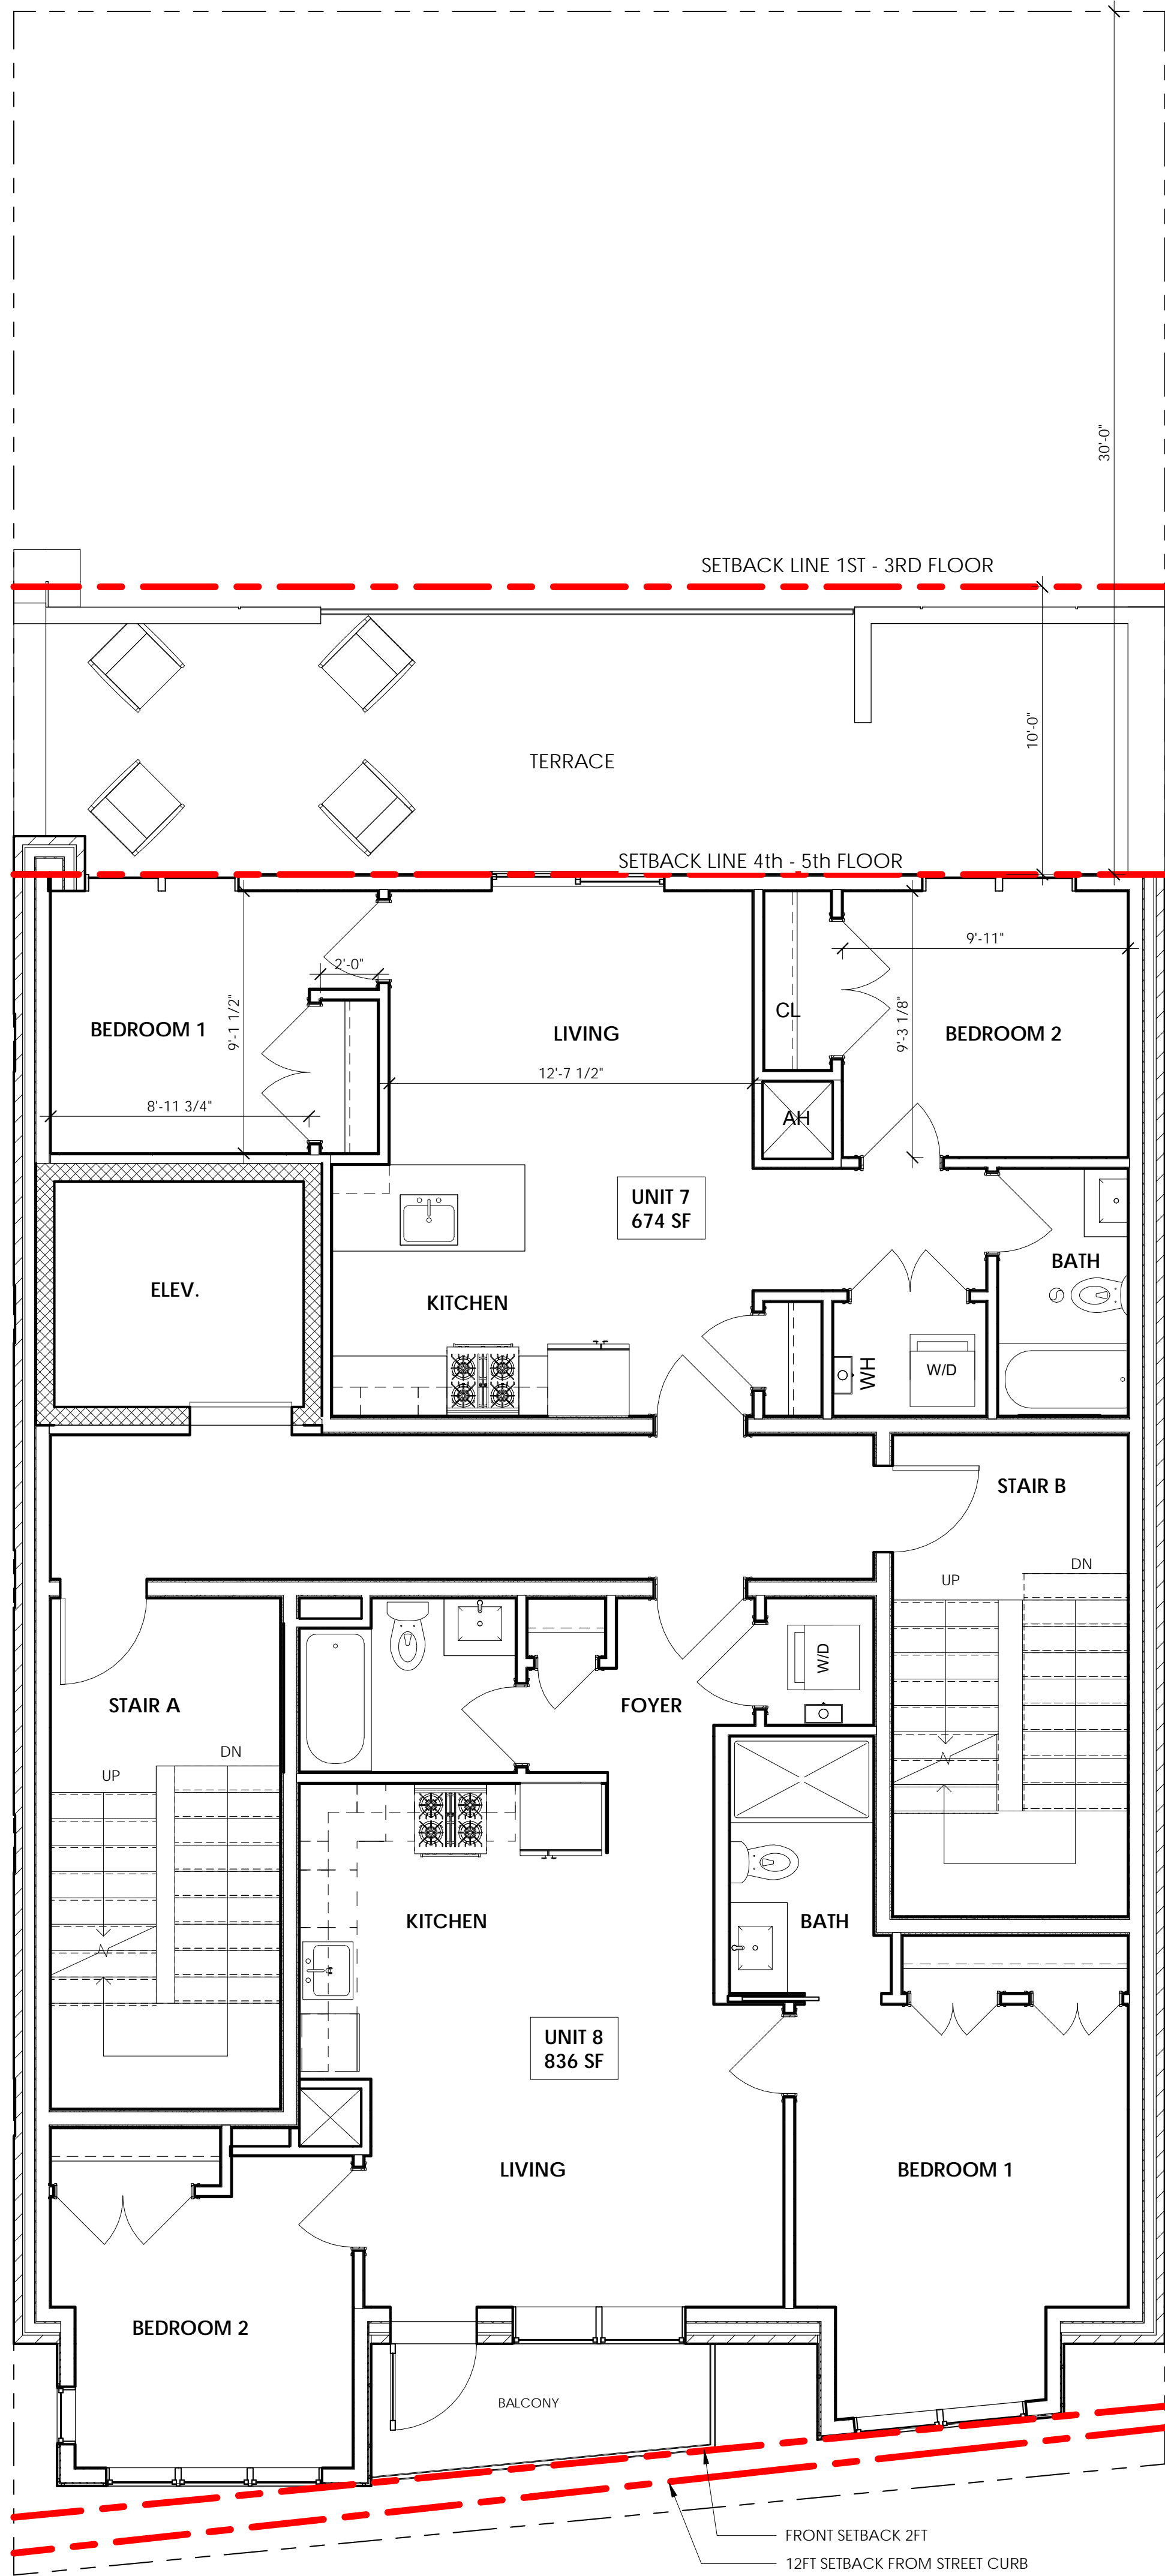 30'-0"
SETBACK LINE 1ST - 3RD FLOOR
10'-0"
TERRACE
SETBACK LINE 4th - 5th FLOOR
9'-11"
2'-0"
CL
BEDROOM 1
9'-1 1/2"
LIVING
9'-3 1/8"
BEDROOM 2
12'-7 1/2"
8'-11 3/4"
AH
UNIT 7
674 SF
BATH
ELEV.
KITCHEN
WH
W/D
STAIR B
UP
DN
W/D
STAIR A
FOYER
DN
UP
KITCHEN
BATH
UNIT 8
836 SF
LIVING
BEDROOM 1
BEDROOM 2
BALCONY
FRONT SETBACK 2FT
12FT SETBACK FROM STREET CURB